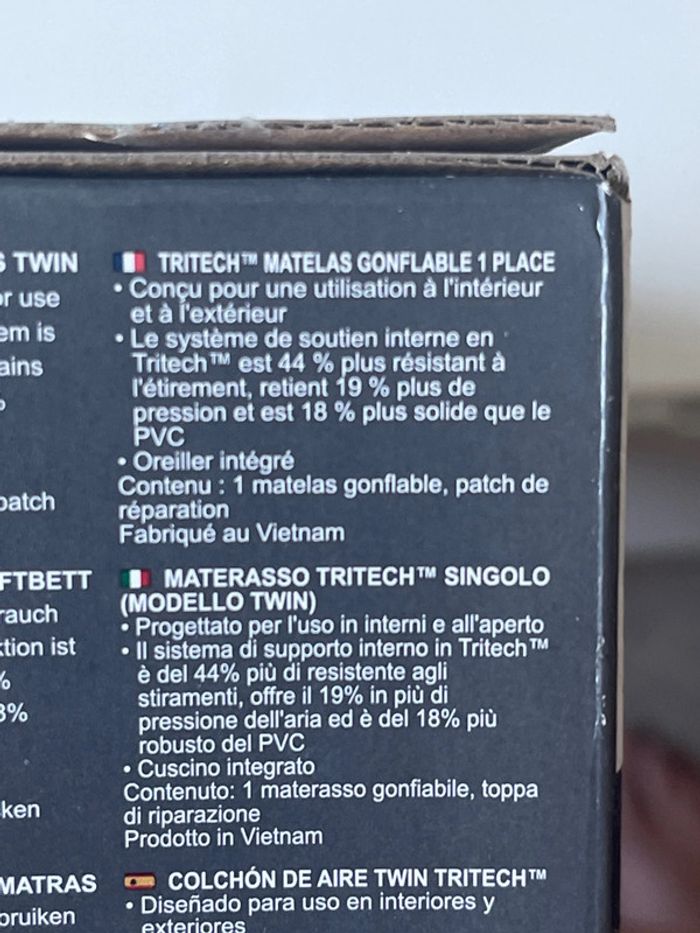 S TWIN
or use
em is
ains
%
patch
FTBETT
rauch
ktion ist
%
8%
ken
MATRAS
bruiken
TRITECH™ MATELAS GONFLABLE 1 PLACE
• Conçu pour une utilisation à l'intérieur
et à l'extérieur
• Le système de soutien interne en
Tritech™ est 44 % plus résistant à
l'étirement, retient 19 % plus de
pression et est 18 % plus solide que le
PVC
• Oreiller intégré
Contenu : 1 matelas gonflable, patch de
réparation
Fabriqué au Vietnam
MATERASSO TRITECH™ SINGOLO
(MODELLO TWIN)
• Progettato per l'uso in interni e all'aperto
• Il sistema di supporto interno in Tritech™
è del 44% più di resistente agli
stiramenti, offre il 19% in più di
pressione dell'aria ed è del 18% più
robusto del PVC
• Cuscino integrato
Contenuto: 1 materasso gonfiabile, toppa
di riparazione
Prodotto in Vietnam
COLCHÓN DE AIRE TWIN TRITECH™
• Diseñado para uso en interiores y
exteriores